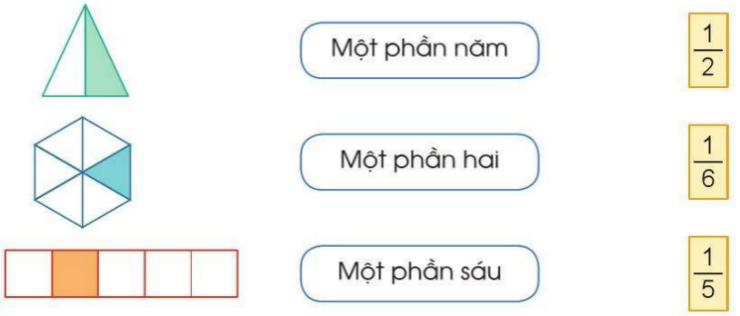 Một phần năm
1/2
Một phần hai
1/6
Một phần sáu
1/5